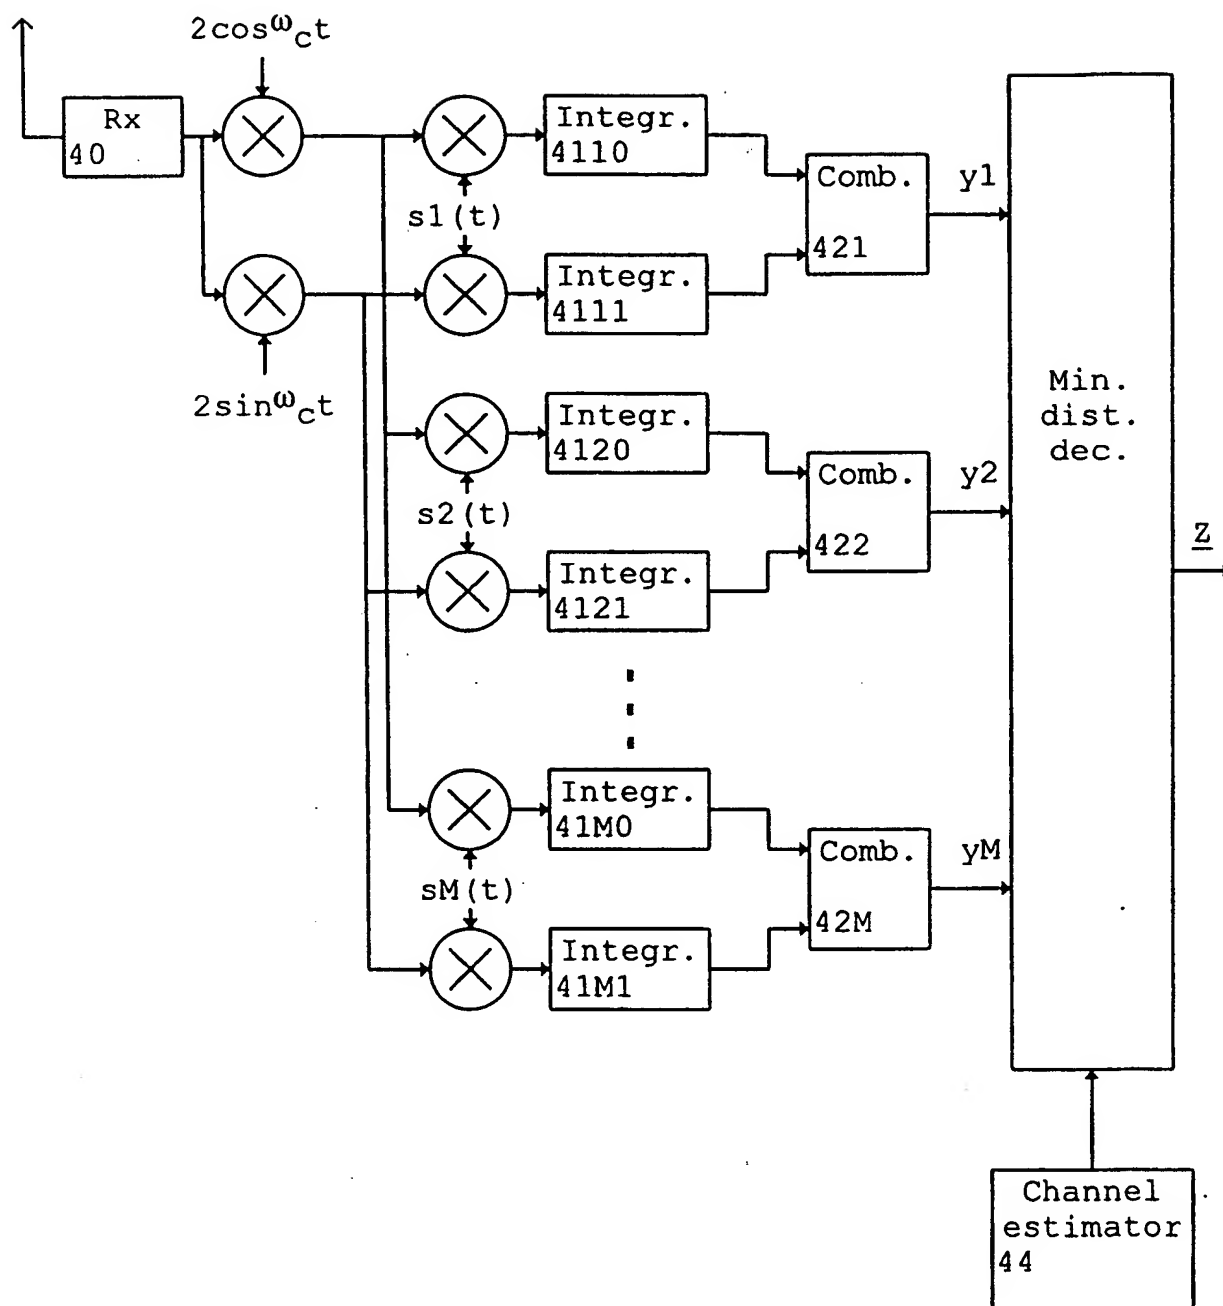 2cosωct
Rx
40
Integr.
4110
Comb.
421
y1
s1(t)
Integr.
4111
2sinωct
Min.
dist.
dec.
Integr.
4120
Comb.
422
y2
s2(t)
Integr.
4121
Z
Integr.
41M0
Comb.
42M
yM
sM(t)
Integr.
41M1
Channel
estimator
44